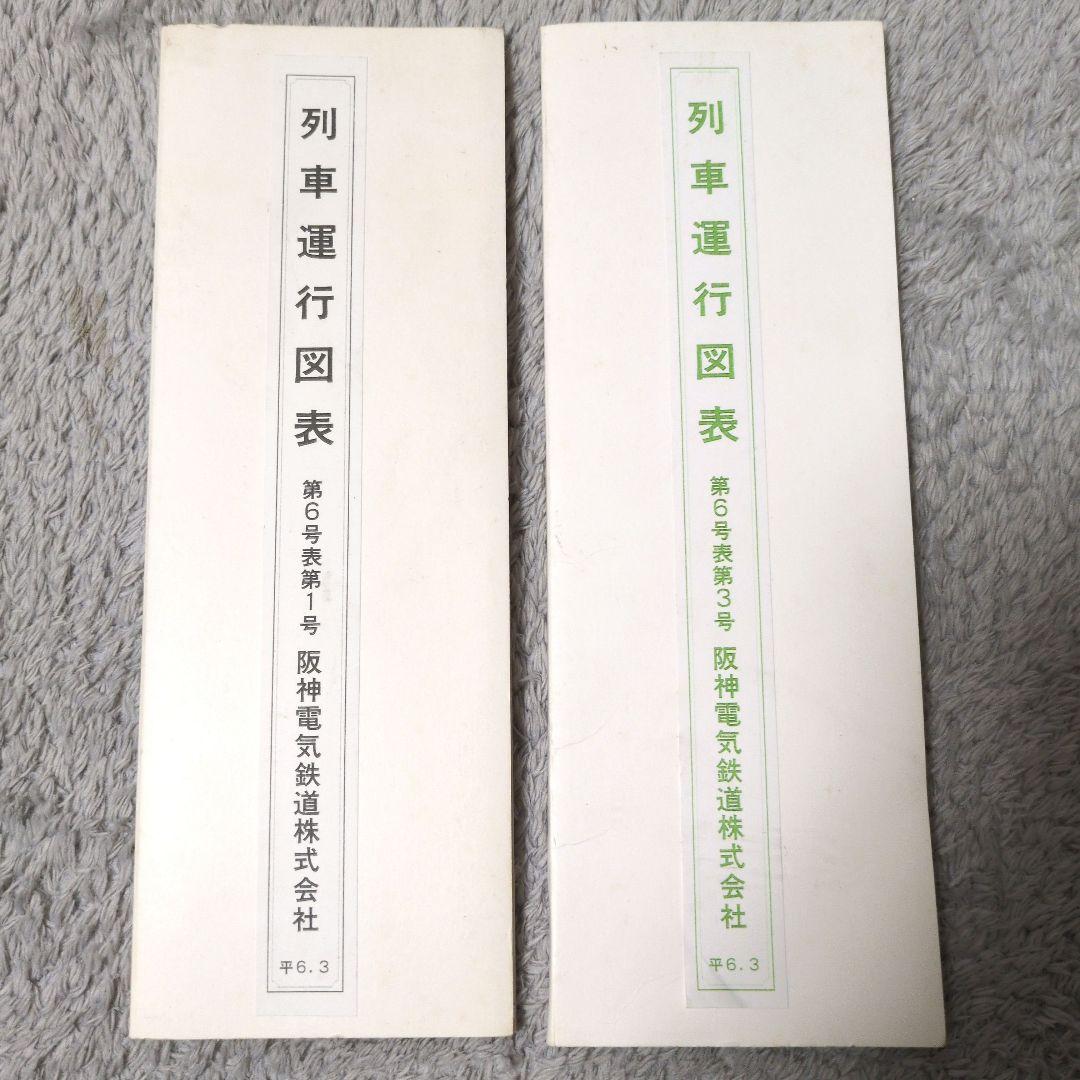 列車運行図表
第6号表第1号
阪神電気鉄道株式会社
平6.3
列車運行図表
第6号表第3号
阪神電気鉄道株式会社
平6.3